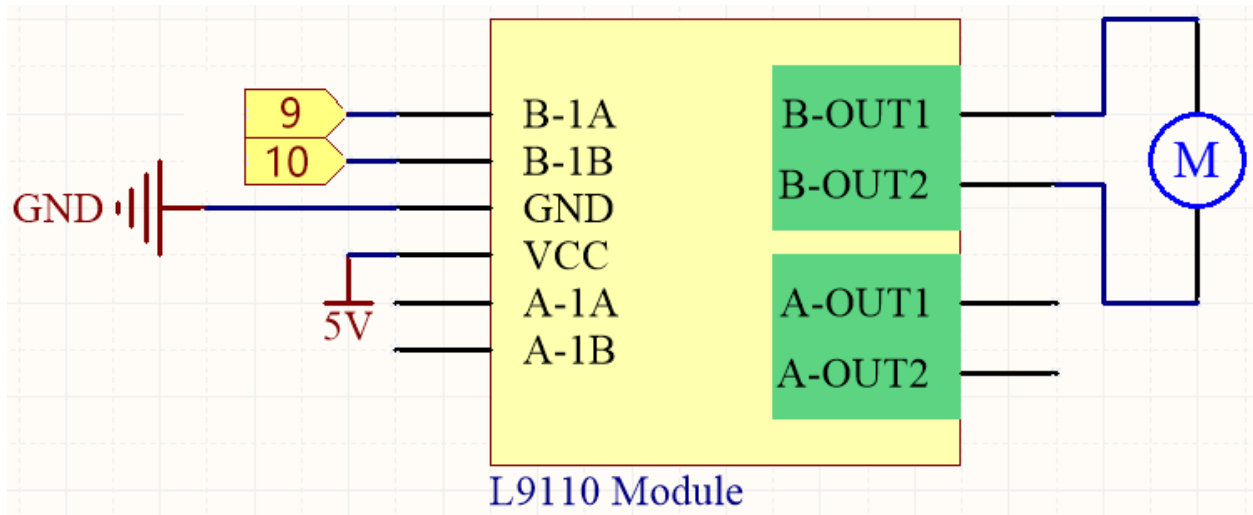 9
10
GND
5V
B-1A
B-1B
GND
VCC
A-1A
A-1B
B-OUT1
B-OUT2
A-OUT1
A-OUT2
M
L9110 Module